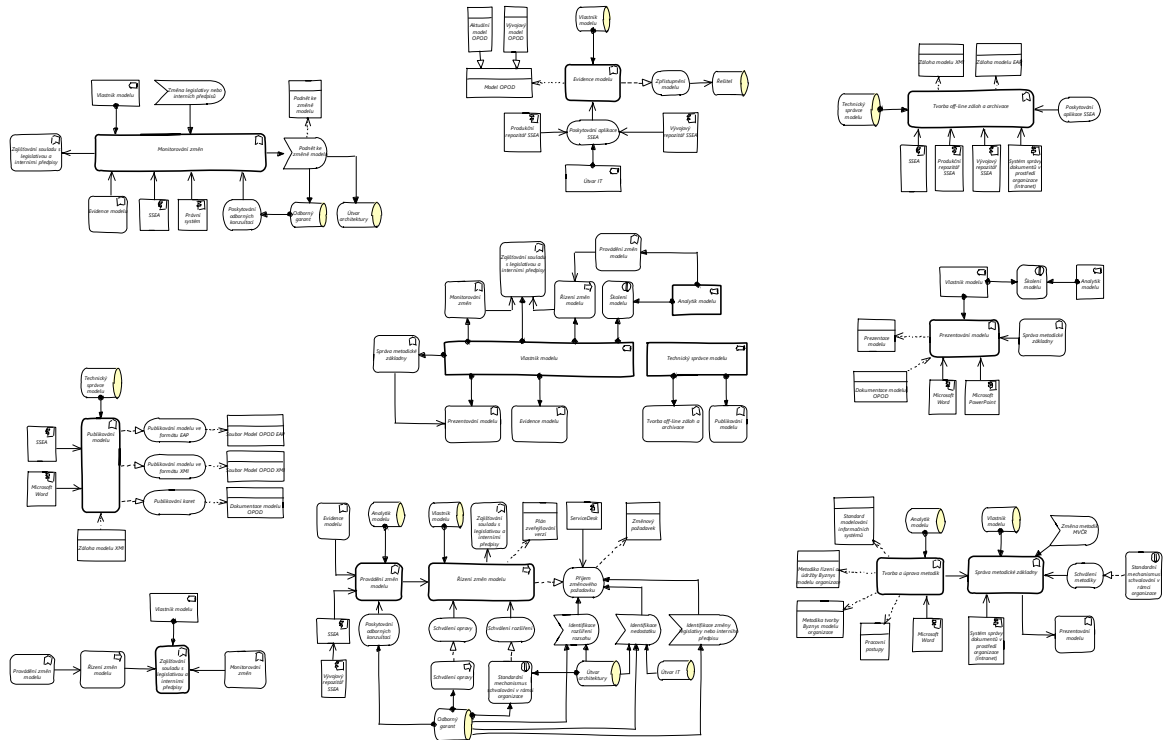 Aktuální
model
OPOD
Vývojový
model
OPOD
Vlastník
modelu
Model OPOD
Evidence modelu
Zpřístupnění
modelu
Řešitel
Produkční
repozitář SSEA
Poskytování aplikace
SSEA
Vývojový
repozitář SSEA
Útvar IT
Vlastník modelu
Změna legislativy nebo
interních předpisů
Podnět ke
změně
modelu
Zajišťování souladu s
legislativou a
interními předpisy
Monitorování změn
Podnět ke
změně modelu
Evidence modelu
SSEA
Právní
systém
Poskytování
odborných
konzultací
Odborný
garant
Útvar
architektury
Záloha modelu XMI
Záloha modelu EAP
Technický
správce
modelu
Tvorba off-line záloh a archivace
Poskytování
aplikace SSEA
SSEA
Produkční
repozitář
SSEA
Vývojový
repozitář
SSEA
Systém správy
dokumentů v
prostředí
organizace
(Intranet)
Zajišťování souladu
s legislativou a
interními předpisy
Provádění změn
modelu
Monitorování
změn
Řízení změn
modelu
Školení
modelu
Analytik modelu
Správa metodické
základny
Vlastník modelu
Technický správce modelu
Prezentování modelu
Evidence modelu
Tvorba off-line záloh a
archivace
Publikování
modelu
Vlastník modelu
Školení
modelu
Analytik
modelu
Prezentace
modelu
Prezentování modelu
Správa metodické
základny
Dokumentace modelu
OPOD
Microsoft
Word
Microsoft
PowerPoint
Technický
správce
modelu
SSEA
Publikování
modelu
Publikování modelu ve
formátu EAP
Soubor Model OPOD EAP
Microsoft
Word
Publikování modelu ve
formátu XMI
Soubor Model OPOD XMI
Publikování karet
Dokumentace modelu
OPOD
Záloha modelu XMI
Vlastník modelu
Provádění změn
modelu
Řízení změn
modelu
Zajišťování
souladu s
legislativou a
interními
předpisy
Monitorování
změn
Evidence
modelu
Analytik
modelu
Vlastník
modelu
Zajišťování
souladu s
legislativou a
interními
předpisy
Plán
zveřejňování
verzí
ServiceDesk
Změnový
požadavek
Provádění změn
modelu
Řízení změn modelu
Příjem
změnového
požadavku
SSEA
Poskytování
odborných
konzultací
Schválení opravy
Schválení rozšíření
Identifikace
rozšíření
rozsahu
Identifikace
nedostatku
Identifikace změny
legislativy nebo interního
předpisu
Vývojový
repozitář
SSEA
Schválení opravy
Standardní
mechanismus
schvalování v rámci
organizace
Útvar
architektury
Útvar IT
Odborný
garant
Standard
modelování
informačních
systémů
Analytik
modelu
Vlastník
modelu
Změna metodik
MVČR
Metodika řízení a
údržby Byznys
modelu organizace
Tvorba a úprava metodik
Správa metodické základny
Schválení
metodiky
Standardní
mechanismus
schvalování v
rámci
organizace
Metodika tvorby
Byznys modelu
organizace
Pracovní
postupy
Microsoft
Word
Systém správy
dokumentů v
prostředí
organizace
(Intranet)
Prezentování
modelu